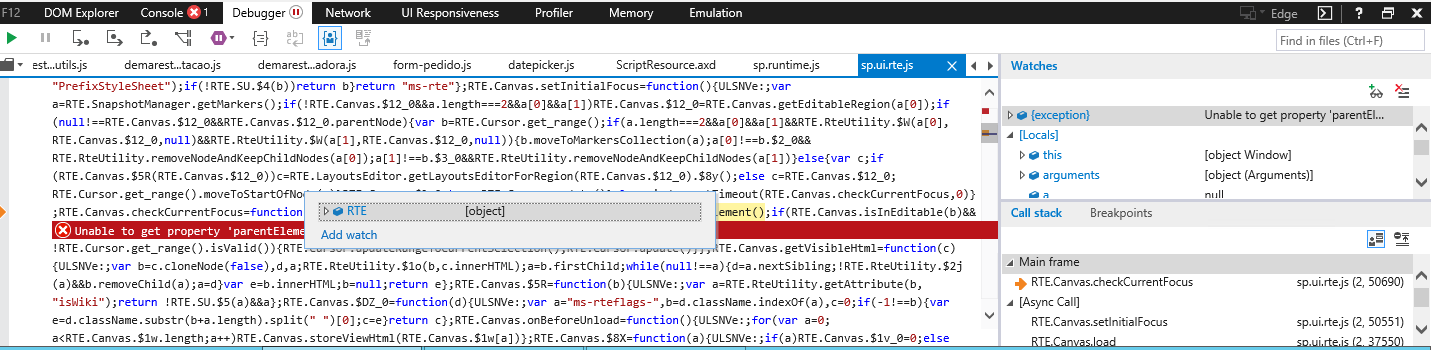 F12 DOM Explorer Console 1 Debugger Network UI Responsiveness Profiler Memory Emulation Edge ?
Find in files (Ctrl+F)
est...utils.js demarest...tacao.js demarest...adora.js form-pedido.js datepicker.js ScriptResource.axd sp.runtime.js sp.ui.rte.js
"PrefixStyleSheet");if(!RTE.SU.$4(b))return b}return "ms-rte"};RTE.Canvas.setInitialFocus=function(){ULSNVe:;var
a=RTE.SnapshotManager.getMarkers();if(!RTE.Canvas.$12_0&&a.length===2&&a[0]&&a[1])RTE.Canvas.$12_0=RTE.Canvas.getEditableRegion(a[0]);if
(null!==RTE.Canvas.$12_0&&RTE.Canvas.$12_0.parentNode){var b=RTE.Cursor.get_range();if(a.length===2&&a[0]&&a[1]&&RTE.RteUtility.$W(a[0],
RTE.Canvas.$12_0,null)&&RTE.RteUtility.$W(a[1],RTE.Canvas.$12_0,null)){b.moveToMarkersCollection(a);a[0]!==b.$2_0&&
RTE.RteUtility.removeNodeAndKeepChildNodes(a[0]);a[1]!==b.$3_0&&RTE.RteUtility.removeNodeAndKeepChildNodes(a[1])}else{var c;if
(RTE.Canvas.$5R(RTE.Canvas.$12_0))c=RTE.LayoutsEditor.getLayoutsEditorForRegion(RTE.Canvas.$12_0).$8y();else c=RTE.Canvas.$12_0;
RTE.Cursor.get_range().moveToStartOfNode imeout(RTE.Canvas.checkCurrentFocus,0)}
;RTE.Canvas.checkCurrentFocus=function lement();if(RTE.Canvas.isInEditable(b)&&
Unable to get property 'parentEleme
RTE [object]
Add watch
!RTE.Cursor.get_range().isValid()){RTE.Cursor.updateRangeToCurrentSelection();RTE.Cursor.update()}};RTE.Canvas.getVisibleHtml=function(c)
{ULSNVe:;var b=c.cloneNode(false),d,a;RTE.RteUtility.$1o(b,c.innerHTML);a=b.firstChild;while(null!==a){d=a.nextSibling;!RTE.RteUtility.$2j
(a)&&b.removeChild(a);a=d}var e=b.innerHTML;b=null;return e};RTE.Canvas.$5R=function(b){ULSNVe:;var a=RTE.RteUtility.getAttribute(b,
"isWiki");return !RTE.SU.$5(a)&&a};RTE.Canvas.$DZ_0=function(d){ULSNVe:;var a="ms-rteflags-",b=d.className.indexOf(a),c=0;if(-1!==b){var
e=d.className.substr(b+a.length).split(" ")[0];c=e}return c};RTE.Canvas.onBeforeUnload=function(){ULSNVe:;for(var a=0;
a<RTE.Canvas.$1w.length;a++)RTE.Canvas.storeViewHtml(RTE.Canvas.$1w[a])};RTE.Canvas.$8X=function(a){ULSNVe:;if(a)RTE.Canvas.$1v_0=0;else
Watches
{exception} Unable to get property 'parentEl...
[Locals]
this [object Window]
arguments [object (Arguments)]
a null
Call stack Breakpoints
Main frame
RTE.Canvas.checkCurrentFocus sp.ui.rte.js (2, 50690)
[Async Call]
RTE.Canvas.setInitialFocus sp.ui.rte.js (2, 50551)
RTE.Canvas.load sp.ui.rte.js (2, 37550)